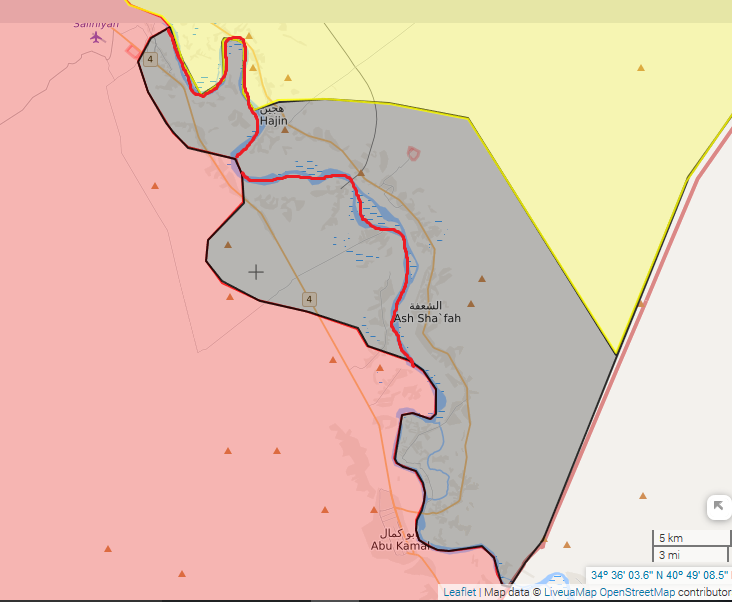 Salihiyah
4
هجين
Hajin
4
الشعفة
Ash Sha`fah
بو كمال
Abu Kamal
5 km
3 mi
34° 36' 03.6" N 40° 49' 08.5"
Leaflet | Map data © LiveuaMap OpenStreetMap contributor